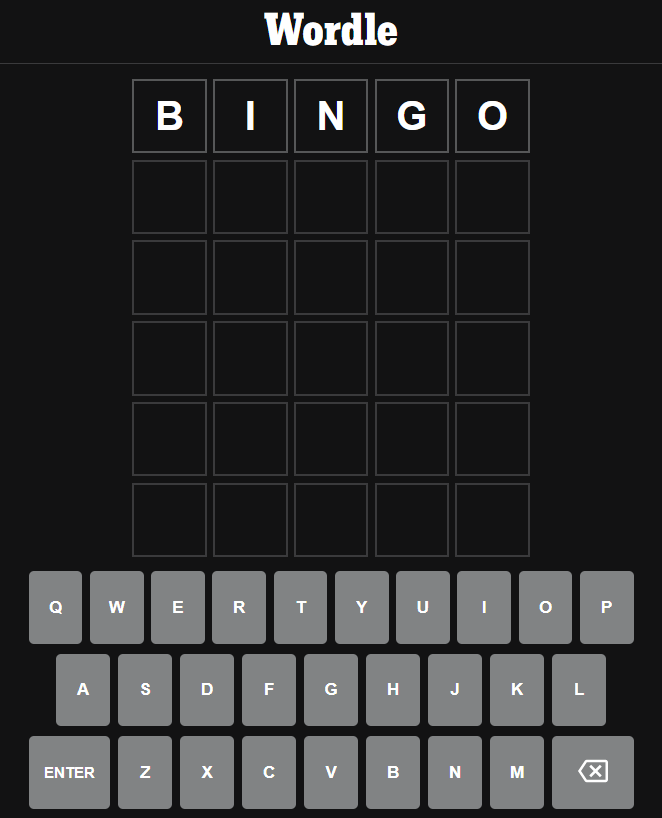 Wordle
B I N G O
Q W E R T Y U I O P
A S D F G H J K L
ENTER Z X C V B N M